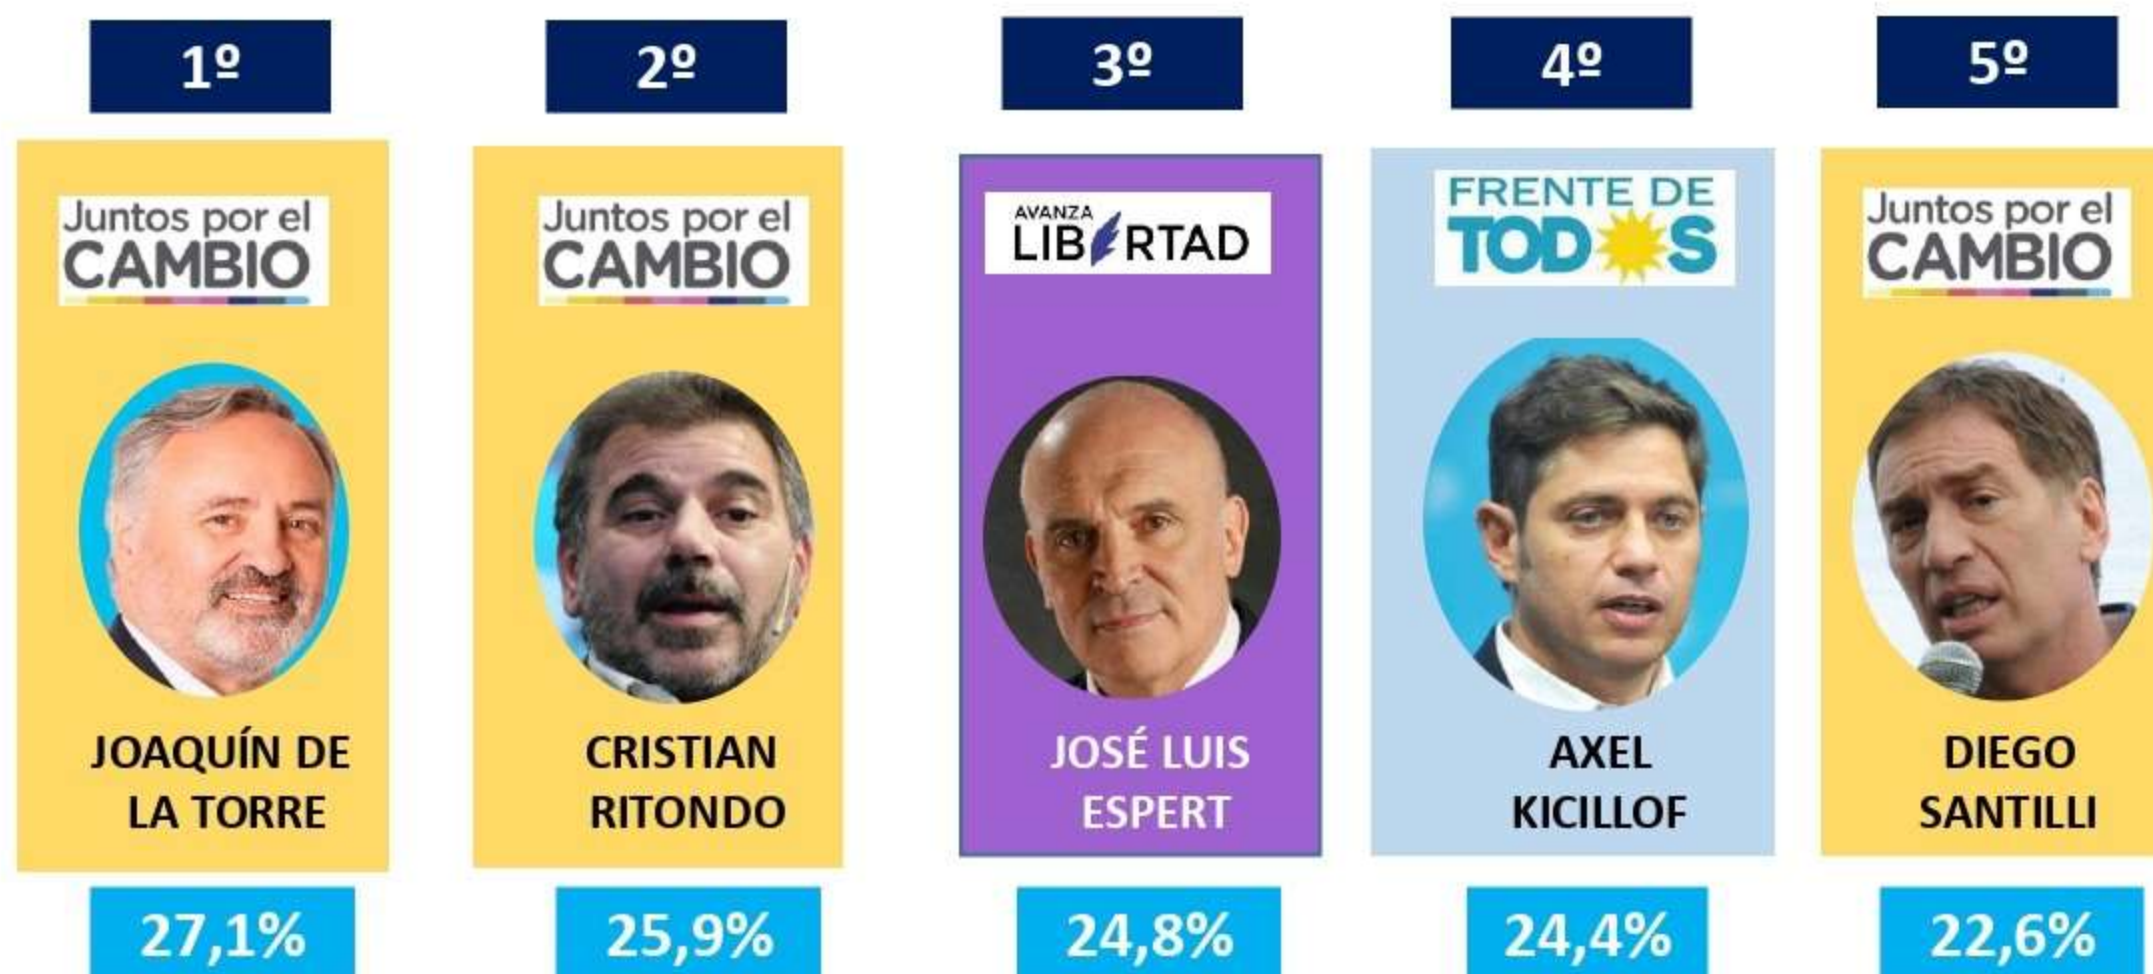 1º
2º
3º
4º
5º
Juntos por el
CAMBIO
Juntos por el
CAMBIO
AVANZA
LIBERTAD
FRENTE DE
TODOS
Juntos por el
CAMBIO
JOAQUÍN DE
LA TORRE
CRISTIAN
RITONDO
JOSÉ LUIS
ESPERT
AXEL
KICILLOF
DIEGO
SANTILLI
27,1%
25,9%
24,8%
24,4%
22,6%